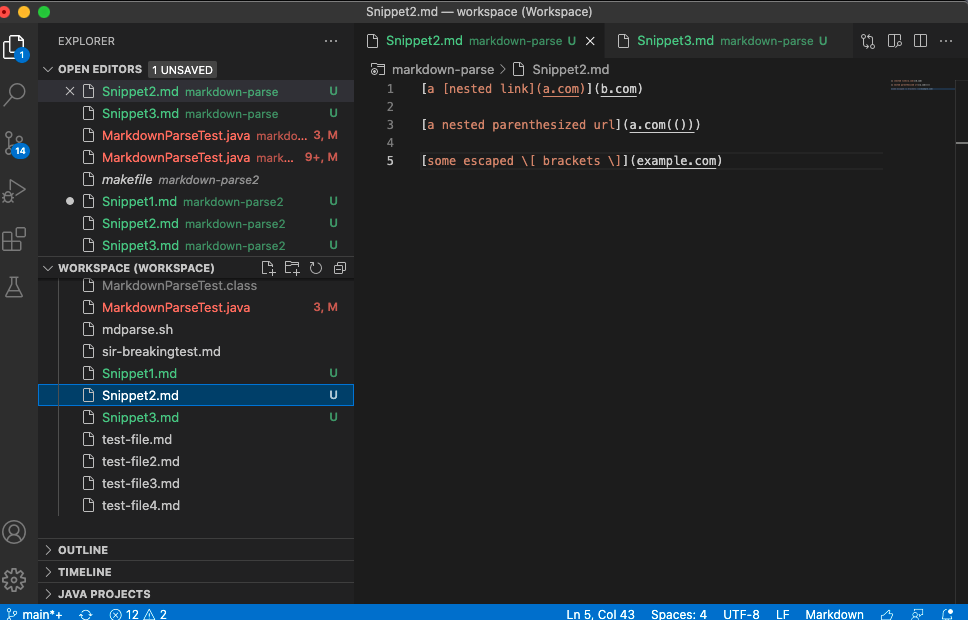 Snippet2.md — workspace (Workspace)
1
14
EXPLORER
OPEN EDITORS 1 UNSAVED
Snippet2.md markdown-parse U
Snippet3.md markdown-parse U
MarkdownParseTest.java markdo... 3, M
MarkdownParseTest.java mark... 9+, M
makefile markdown-parse2
Snippet1.md markdown-parse2 U
Snippet2.md markdown-parse2 U
Snippet3.md markdown-parse2 U
WORKSPACE (WORKSPACE)
MarkdownParseTest.class
MarkdownParseTest.java 3, M
mdparse.sh
sir-breakingtest.md
Snippet1.md U
Snippet2.md U
Snippet3.md U
test-file.md
test-file2.md
test-file3.md
test-file4.md
OUTLINE
TIMELINE
JAVA PROJECTS
Snippet2.md markdown-parse U
Snippet3.md markdown-parse U
markdown-parse > Snippet2.md
1 [a [nested link](a.com)](b.com)
2
3 [a nested parenthesized url](a.com(()))
4
5 [some escaped \[ brackets \]](example.com)
main*+ 12 2 Ln 5, Col 43 Spaces: 4 UTF-8 LF Markdown